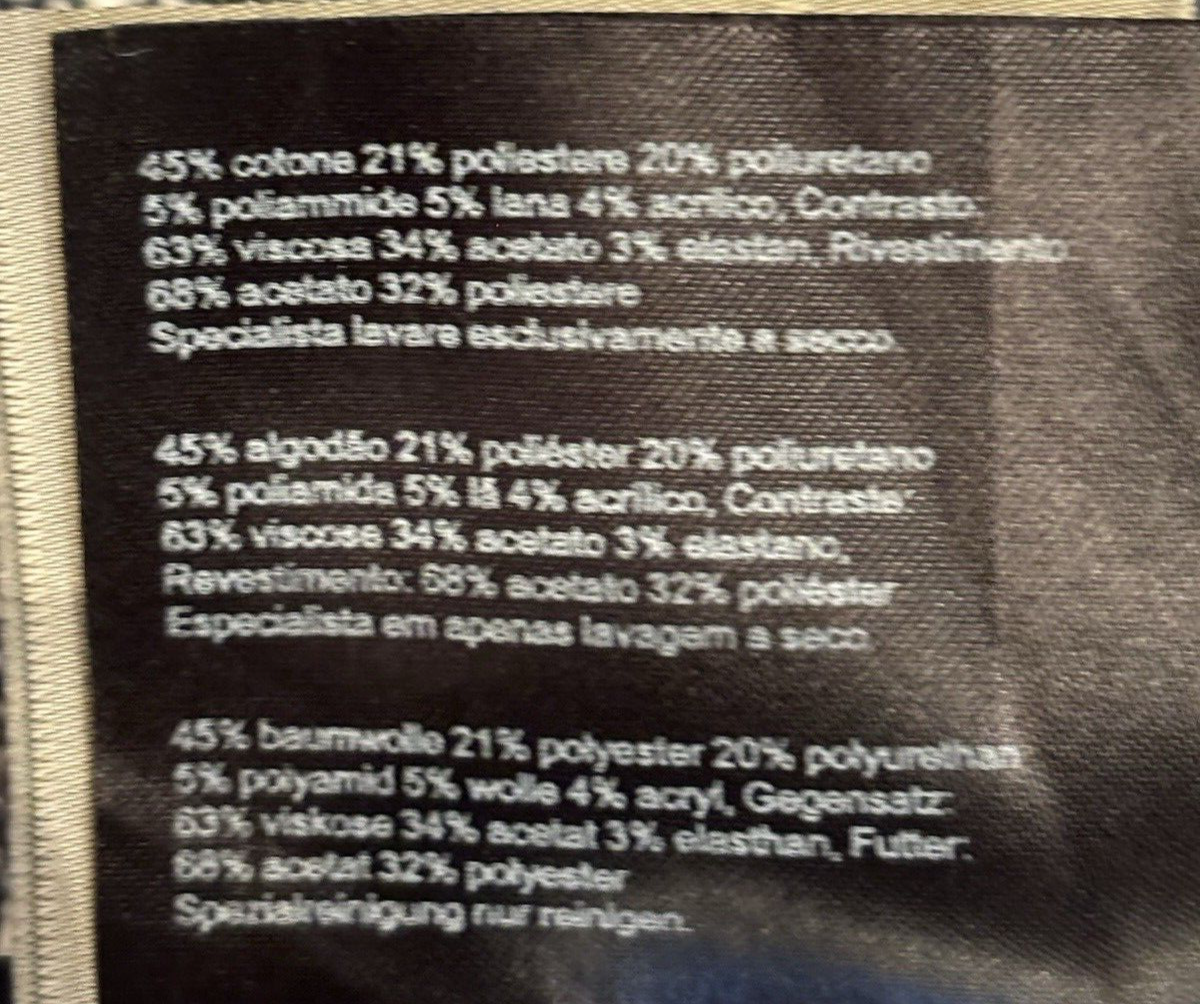 45% cotone 21% poliestere 20% poliuretano
5% poliammide 5% lana 4% acrilico, Contrasto:
63% viscosa 34% acetato 3% elastan, Rivestimento:
68% acetato 32% poliestere
Specialista lavare esclusivamente a secco.
45% algodão 21% poliéster 20% poliuretano
5% poliamida 5% lã 4% acrílico, Contraste:
63% viscose 34% acetato 3% elastano,
Revestimento: 68% acetato 32% poliéster
Especialista em apenas lavagem a seco.
45% baumwolle 21% polyester 20% polyurethan
5% polyamid 5% wolle 4% acryl, Gegensatz:
63% viskose 34% acetat 3% elasthan, Futter:
68% acetat 32% polyester
Spezialreinigung nur reinigen.